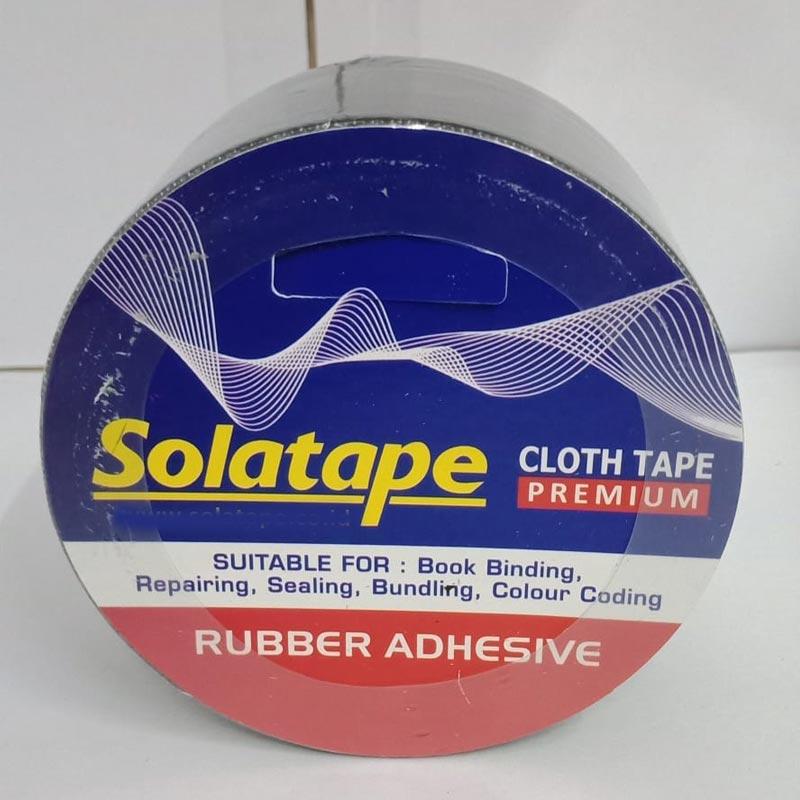 Solatape
CLOTH TAPE
PREMIUM
SUITABLE FOR : Book Binding,
Repairing, Sealing, Bundling, Colour Coding
RUBBER ADHESIVE